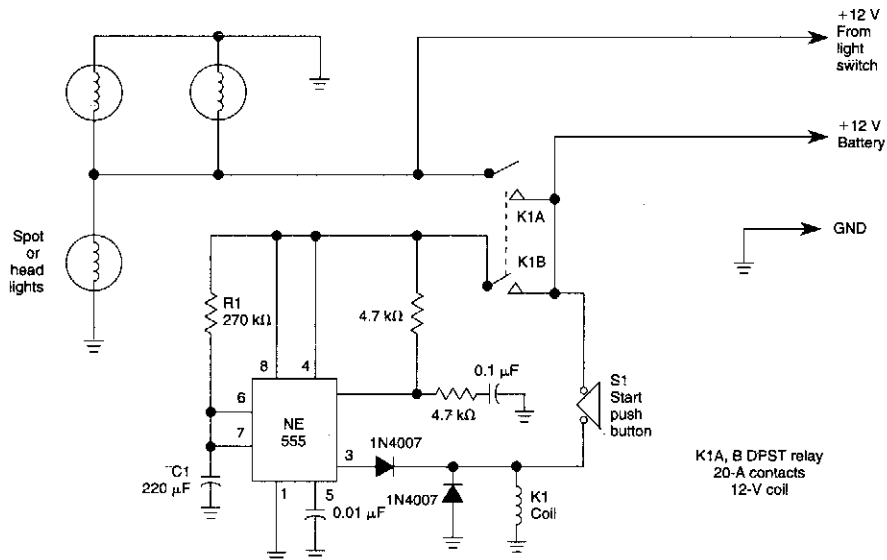 +12 V
From
light
switch
+12 V
Battery
GND
Spot
or
head
lights
K1A
K1B
R1
270 kΩ
4.7 kΩ
0.1 μF
4.7 kΩ
8
4
6
7
NE
555
3
1
5
1N4007
1N4007
C1
220 μF
0.01 μF
K1
Coil
S1
Start
push
button
K1A, B DPST relay
20-A contacts
12-V coil